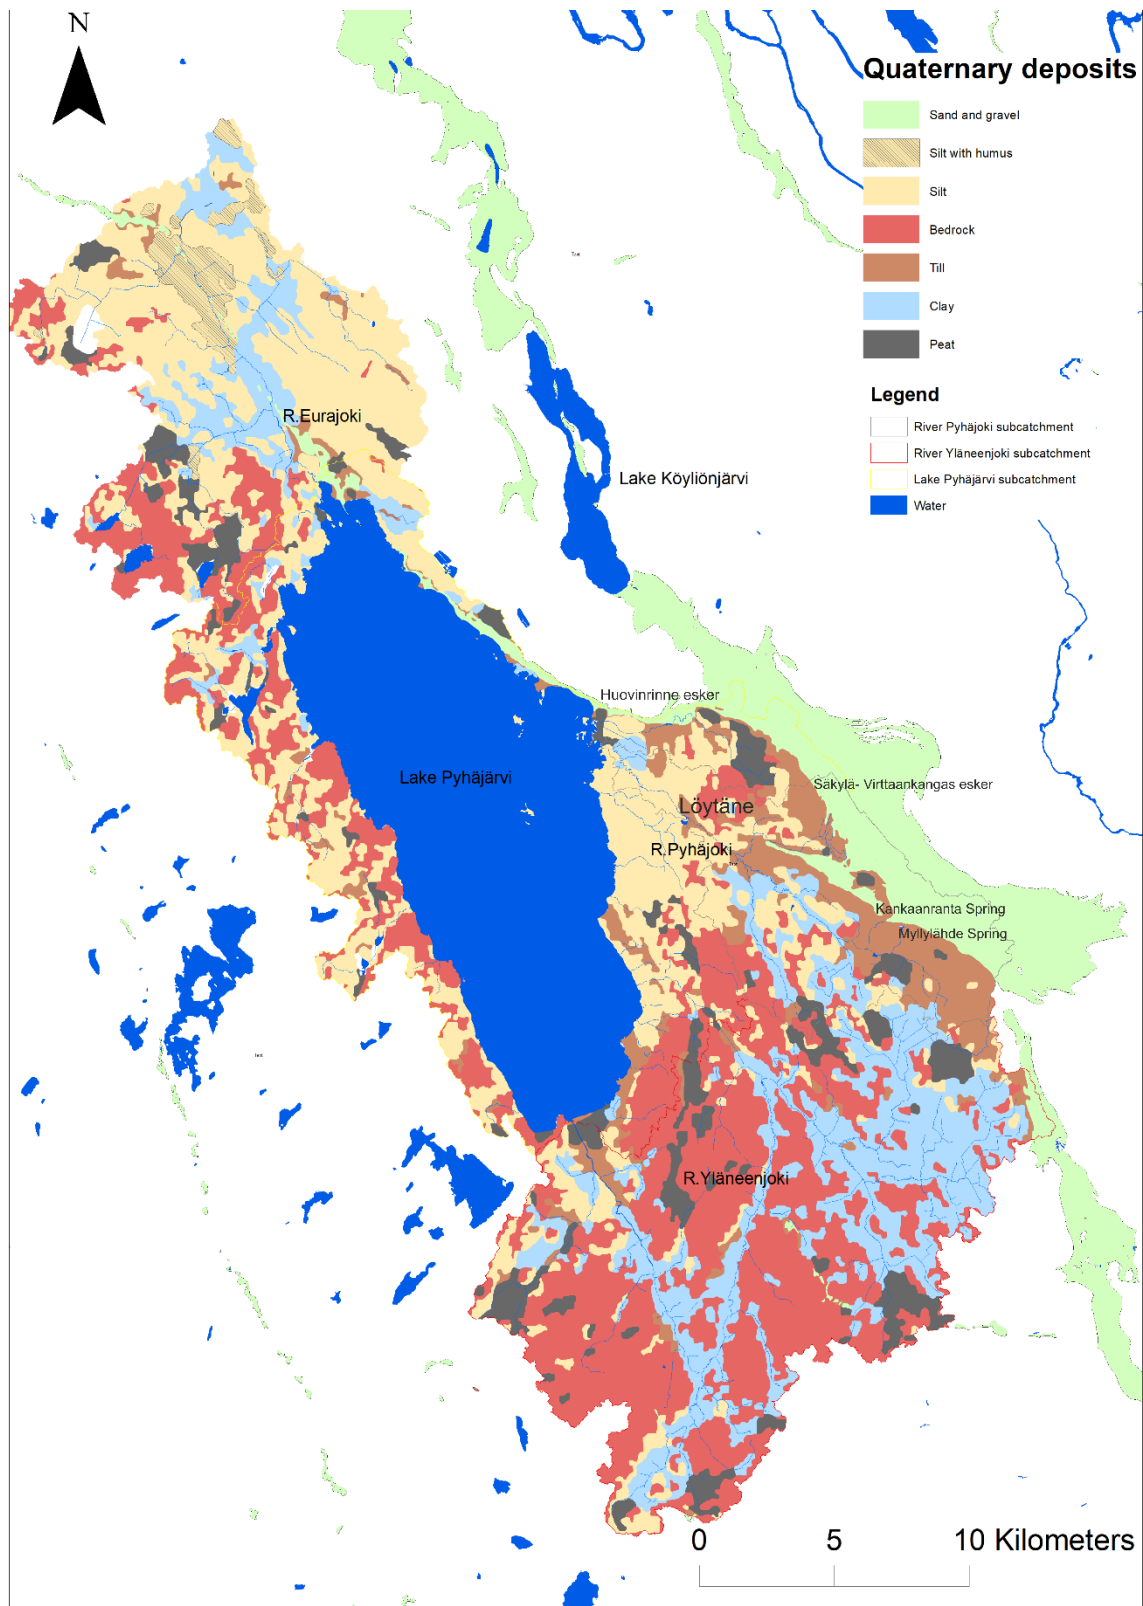 N
Quaternary deposits
Sand and gravel
Silt with humus
Silt
Bedrock
Till
Clay
Peat
Legend
River Pyhäjoki subcatchment
River Yläneenjoki subcatchment
Lake Pyhäjärvi subcatchment
Water
Text
R.Eurajoki
Lake Köyliönjärvi
Huovinrinne esker
Lake Pyhäjärvi
Säkylä- Virttaankangas esker
Löytäne
R.Pyhäjoki
Kankaanranta Spring
Myllylähde Spring
Text
R.Yläneenjoki
0 5 10 Kilometers